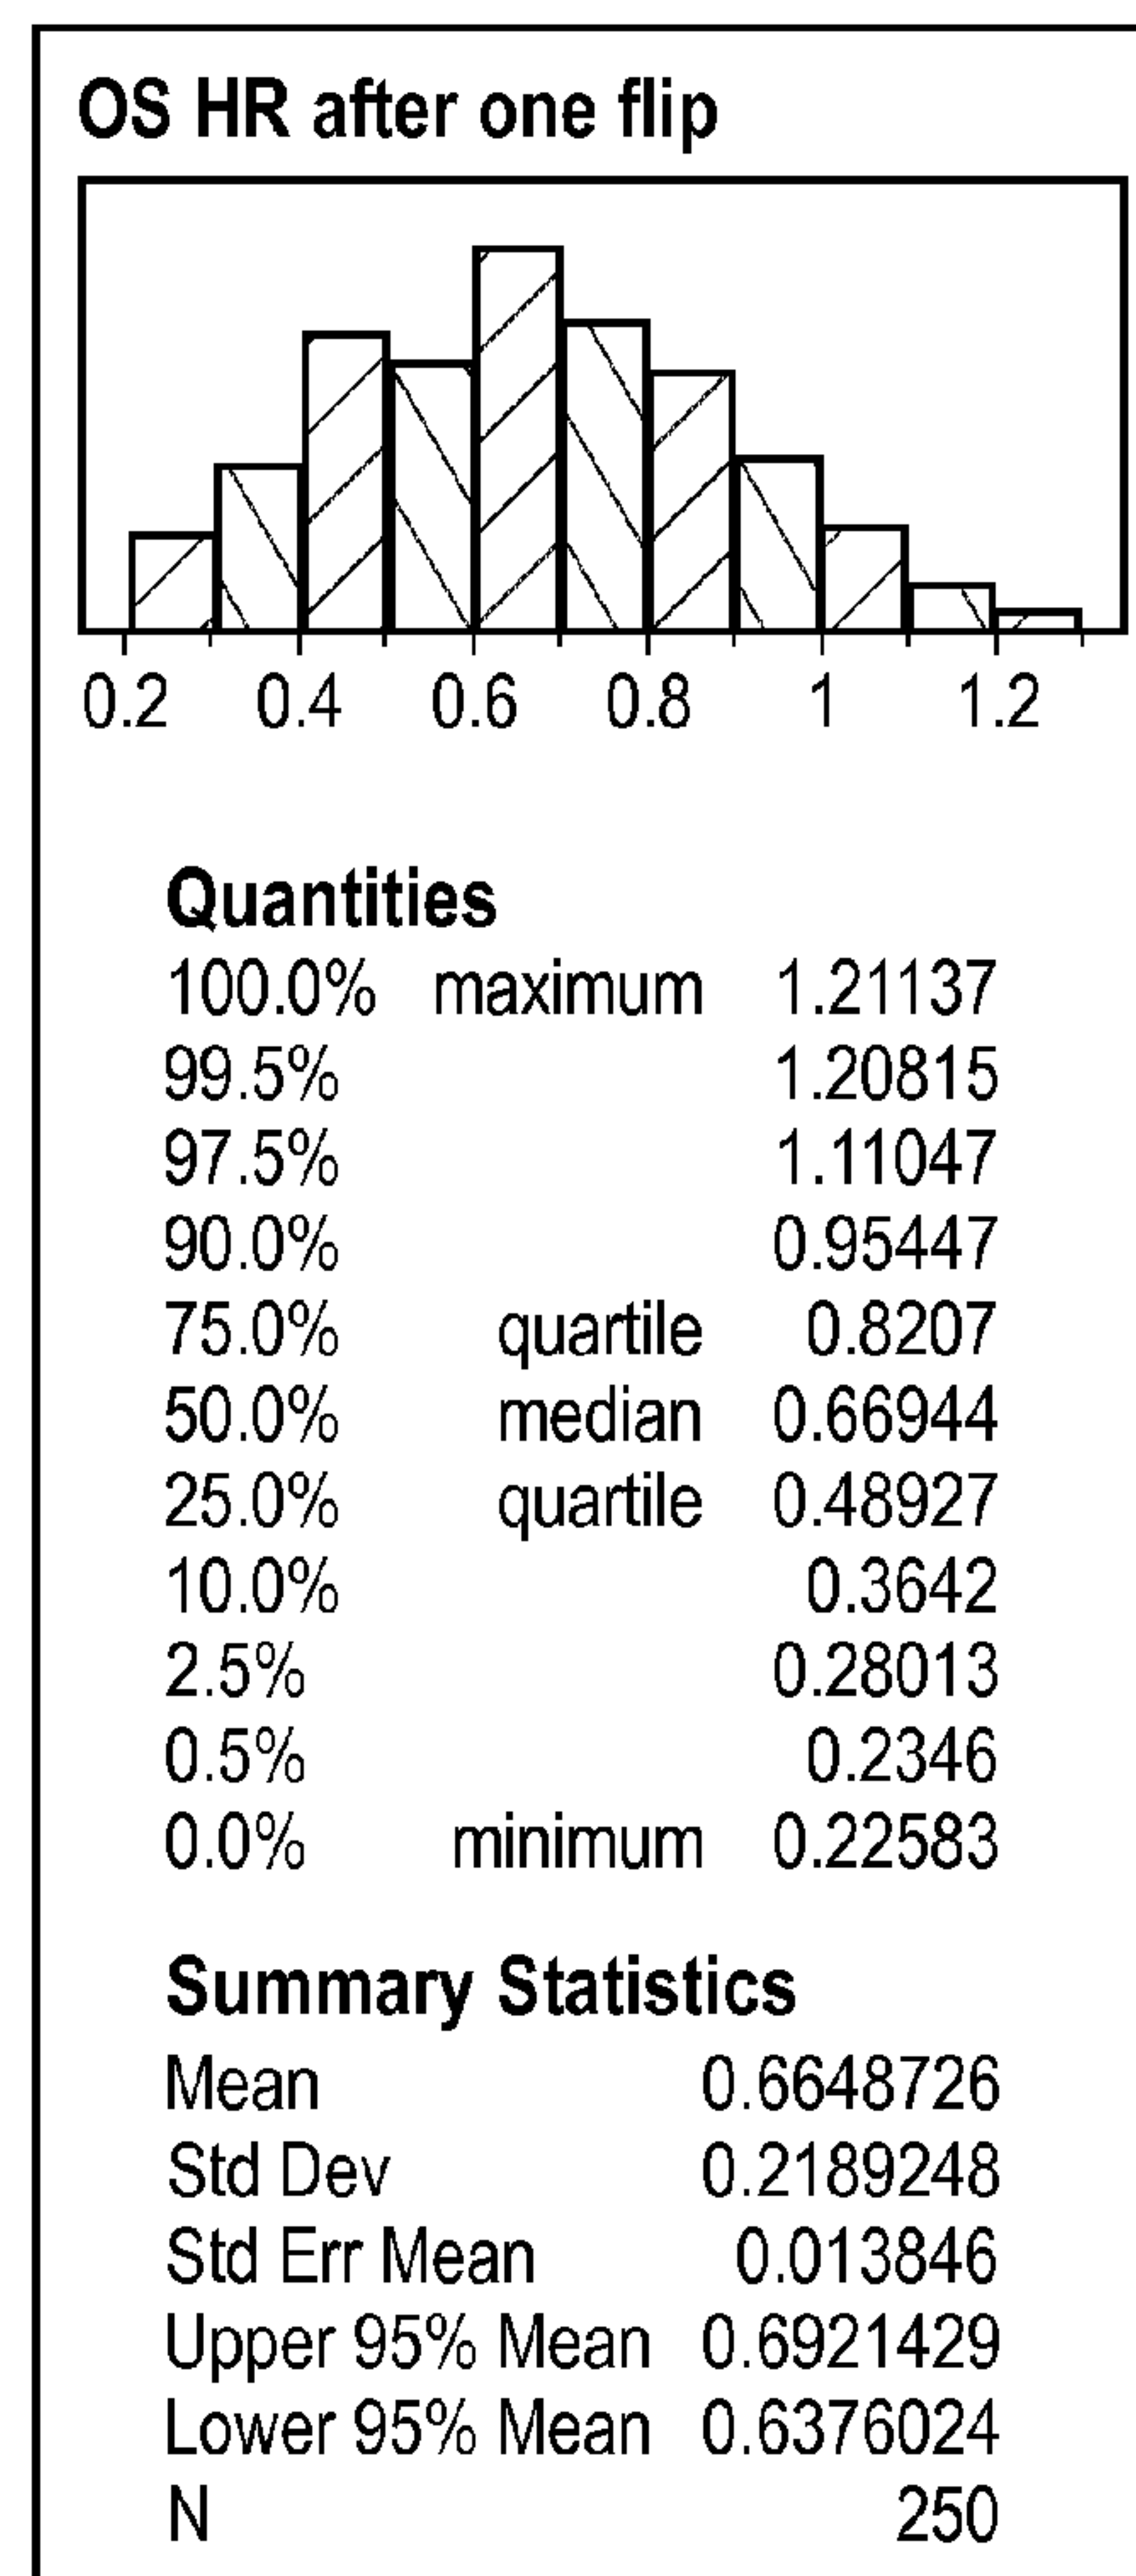 OS HR after one flip
0.2 0.4 0.6 0.8 1 1.2
Quantities
100.0% maximum 1.21137
99.5% 1.20815
97.5% 1.11047
90.0% 0.95447
75.0% quartile 0.8207
50.0% median 0.66944
25.0% quartile 0.48927
10.0% 0.3642
2.5% 0.28013
0.5% 0.2346
0.0% minimum 0.22583
Summary Statistics
Mean 0.6648726
Std Dev 0.2189248
Std Err Mean 0.013846
Upper 95% Mean 0.6921429
Lower 95% Mean 0.6376024
N 250